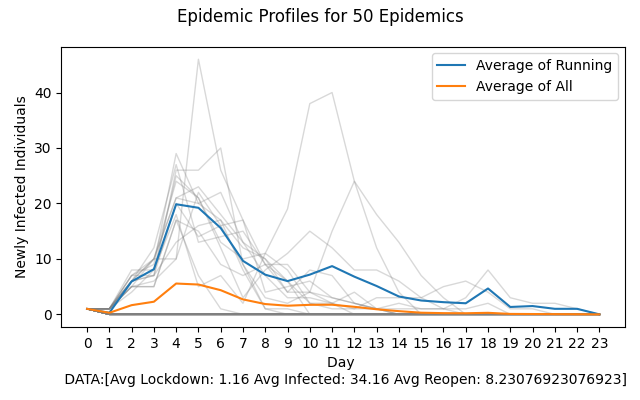 Epidemic Profiles for 50 Epidemics
Average of Running
Average of All
Newly Infected Individuals
40
30
20
10
0
0 1 2 3 4 5 6 7 8 9 10 11 12 13 14 15 16 17 18 19 20 21 22 23
Day
DATA:[Avg Lockdown: 1.16 Avg Infected: 34.16 Avg Reopen: 8.23076923076923]